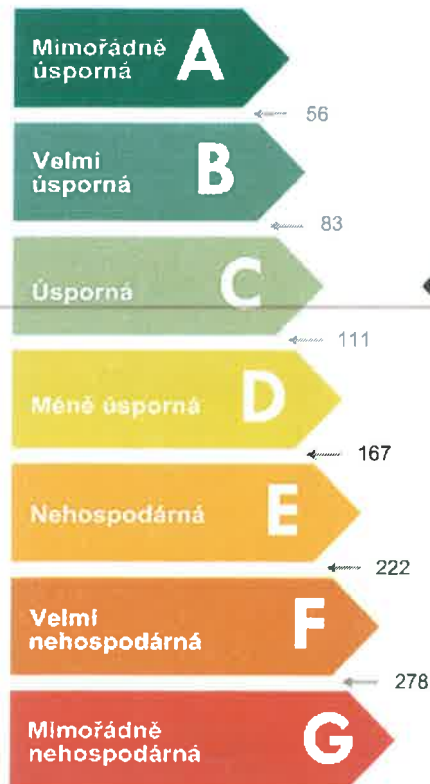 Mimořádně
úsporná A
56
Velmi
úsporná B
83
Úsporná C
111
Méně úsporná D
167
Nehospodárná E
222
Velmi
nehospodárná F
278
Mimořádně
nehospodárná G